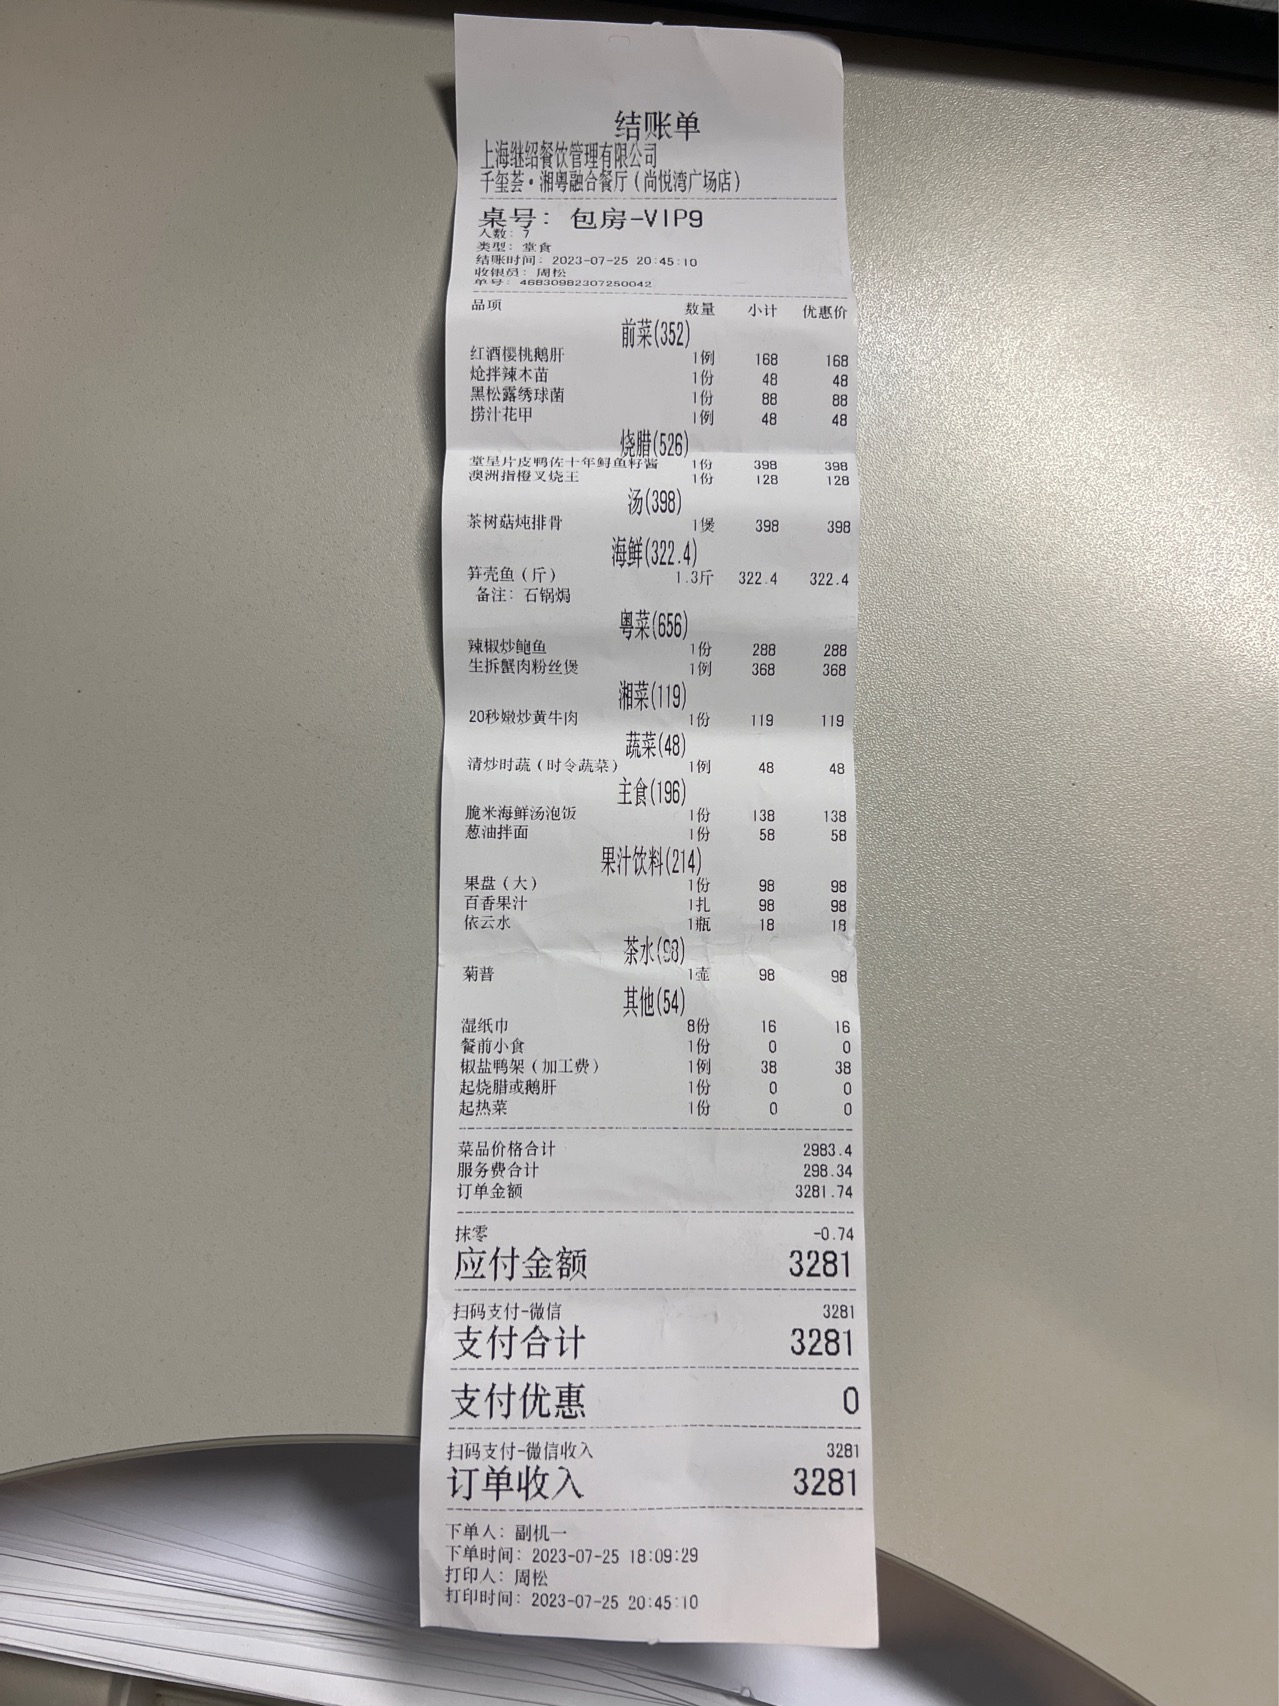 结账单
上海继绍餐饮管理有限公司
千玺荟·湘粤融合餐厅(尚悦湾广场店)
桌号: 包房-VIP9
人数: 7
类型: 堂食
结账时间: 2023-07-25 20:45:10
收银员: 周松
单号: 46830982307250042
品项 数量 小计 优惠价
前菜(352)
红酒樱桃鹅肝 1例 168 168
炝拌辣木苗 1份 48 48
黑松露绣球菌 1份 88 88
捞汁花甲 1例 48 48
烧腊(526)
堂呈片皮鸭佐十年鲟鱼籽酱 1份 398 398
澳洲指橙叉烧王 1份 128 128
汤(398)
茶树菇炖排骨 1煲 398 398
海鲜(322.4)
笋壳鱼(斤) 1.3斤 322.4 322.4
备注: 石锅焗
粤菜(656)
辣椒炒鲍鱼 1份 288 288
生拆蟹肉粉丝煲 1例 368 368
湘菜(119)
20秒嫩炒黄牛肉 1份 119 119
蔬菜(48)
清炒时蔬(时令蔬菜) 1例 48 48
主食(196)
脆米海鲜汤泡饭 1份 138 138
葱油拌面 1份 58 58
果汁饮料(214)
果盘(大) 1份 98 98
百香果汁 1扎 98 98
依云水 1瓶 18 18
茶水(98)
菊普 1壶 98 98
其他(54)
湿纸巾 8份 16 16
餐前小食 1份 0 0
椒盐鸭架(加工费) 1例 38 38
起烧腊或鹅肝 1份 0 0
起热菜 1份 0 0
菜品价格合计 2983.4
服务费合计 298.34
订单金额 3281.74
抹零 -0.74
应付金额 3281
扫码支付-微信 3281
支付合计 3281
支付优惠 0
扫码支付-微信收入 3281
订单收入 3281
下单人: 副机一
下单时间: 2023-07-25 18:09:29
打印人: 周松
打印时间: 2023-07-25 20:45:10